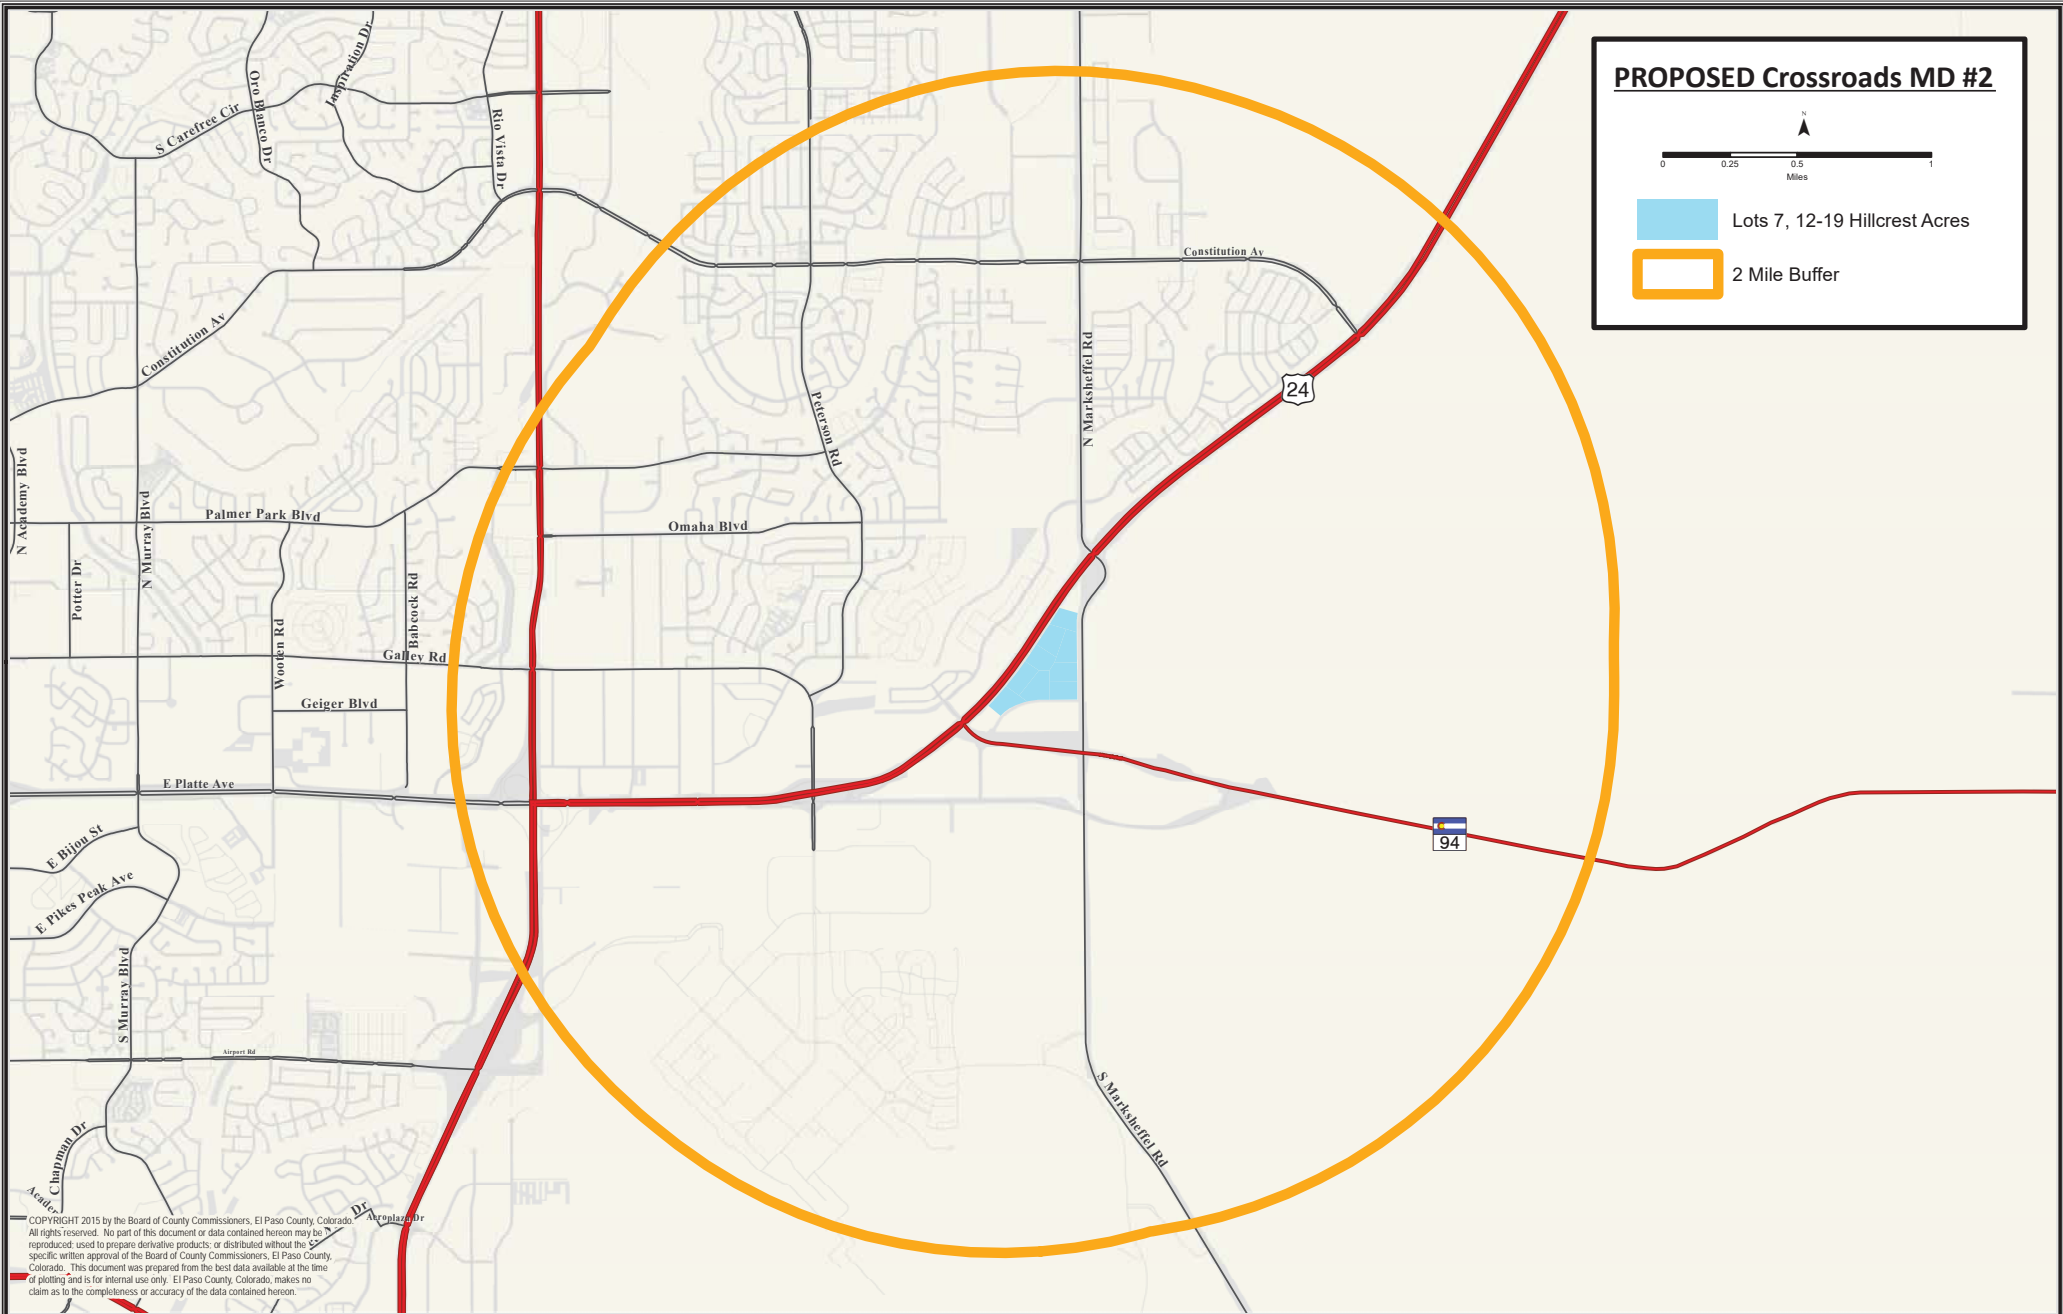 PROPOSED Crossroads MD #2
N
0 0.25 0.5 1
Miles
Lots 7, 12-19 Hillcrest Acres
2 Mile Buffer
Inspiration Dr
Oro Blanco Dr
S Carefree Cir
Rio Vista Dr
Constitution Av
Constitution Av
N Marksheffel Rd
24
Peterson Rd
N Academy Blvd
N Murray Blvd
Palmer Park Blvd
Omaha Blvd
Potter Dr
Babcock Rd
Wooten Rd
Galley Rd
Geiger Blvd
E Platte Ave
E Bijou St
94
E Pikes Peak Ave
S Murray Blvd
Airport Rd
S Marksheffel Rd
Chapman Dr
Dr
Aeroplaza Dr
COPYRIGHT 2015 by the Board of County Commissioners, El Paso County, Colorado.
All rights reserved. No part of this document or data contained hereon may be
reproduced; used to prepare derivative products; or distributed without the
specific written approval of the Board of County Commissioners, El Paso County,
Colorado. This document was prepared from the best data available at the time
of plotting and is for internal use only. El Paso County, Colorado, makes no
claim as to the completeness or accuracy of the data contained hereon.